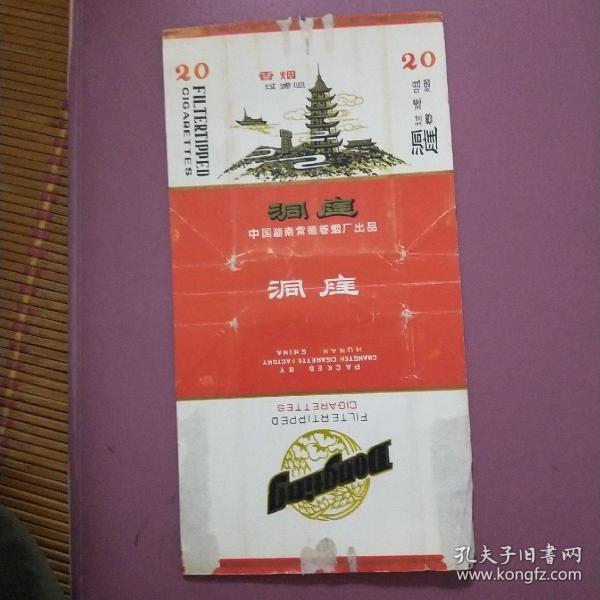 20
FILTERTIPPED
CIGARETTES
香烟
过滤咀
20
过滤咀
香烟
洞庭
洞庭
中国湖南常德卷烟厂出品
洞庭
PACKED BY
CHANGTEH CIGARETTE FACTORY
HUNAN CHINA
FILTERTIPPED
CIGARETTES
Dongting
孔夫子旧书网
www.kongfz.com